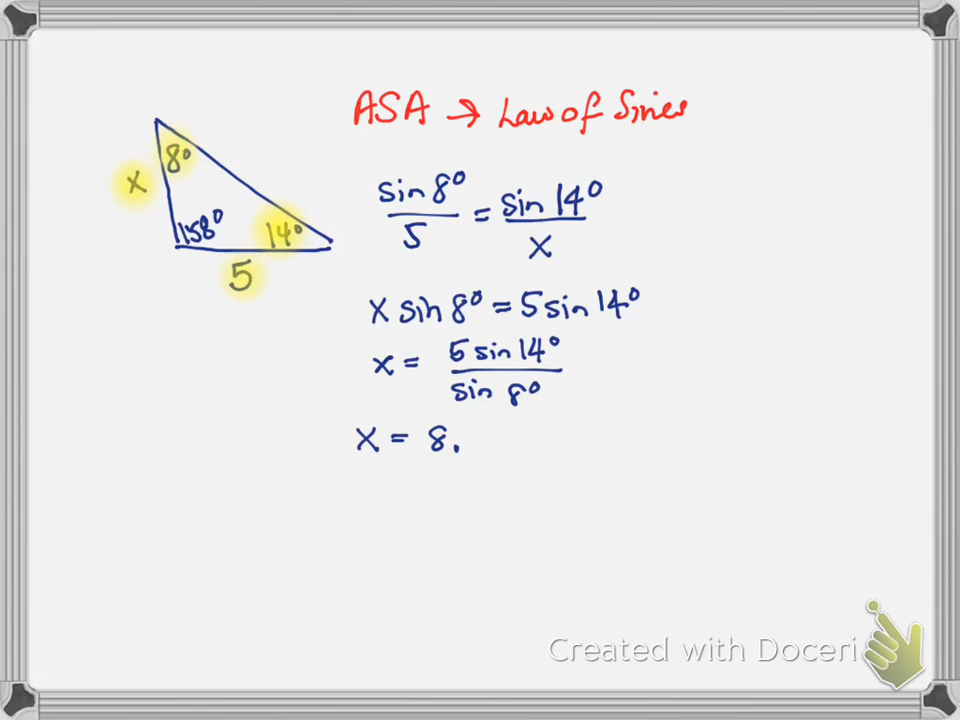 ASA → Law of Sines
8°
x
158°
14°
5
sin 8° / 5 = sin 14° / x
x sin 8° = 5 sin 14°
x = 5 sin 14° / sin 8°
x = 8.
Created with Doceri